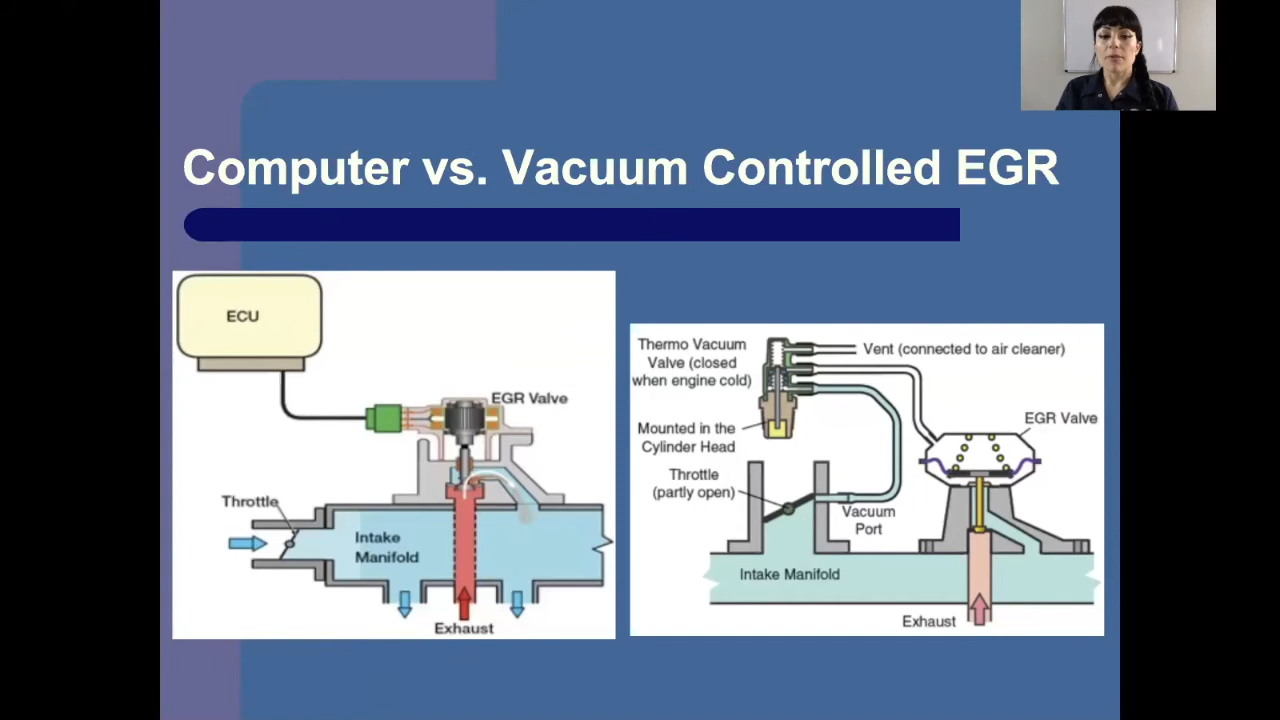 Computer vs. Vacuum Controlled EGR
ECU
EGR Valve
Throttle
Intake
Manifold
Exhaust
Thermo Vacuum
Valve (closed
when engine cold)
Vent (connected to air cleaner)
Mounted in the
Cylinder Head
EGR Valve
Throttle
(partly open)
Vacuum
Port
Intake Manifold
Exhaust